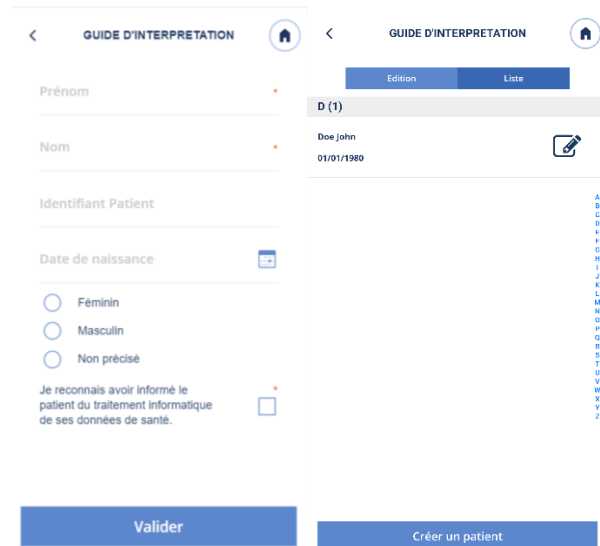 GUIDE D'INTERPRETATION
Prénom *
Nom *
Identifiant Patient
Date de naissance
Féminin
Masculin
Non précisé
Je reconnais avoir informé le *
patient du traitement informatique
de ses données de santé.
Valider
GUIDE D'INTERPRETATION
Edition Liste
D (1)
Doe John
01/01/1980
A
B
C
D
E
F
G
H
I
J
K
L
M
N
O
P
Q
R
S
T
U
V
W
X
Y
Z
Créer un patient